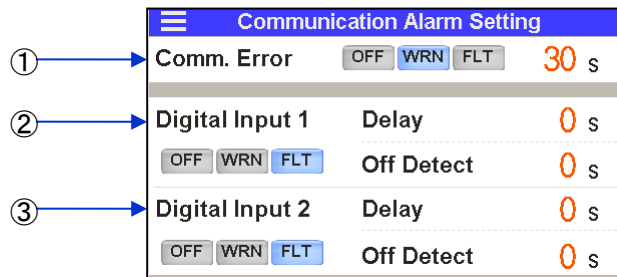 Communication Alarm Setting
① Comm. Error OFF WRN FLT 30 s
② Digital Input 1 Delay 0 s
OFF WRN FLT Off Detect 0 s
③ Digital Input 2 Delay 0 s
OFF WRN FLT Off Detect 0 s